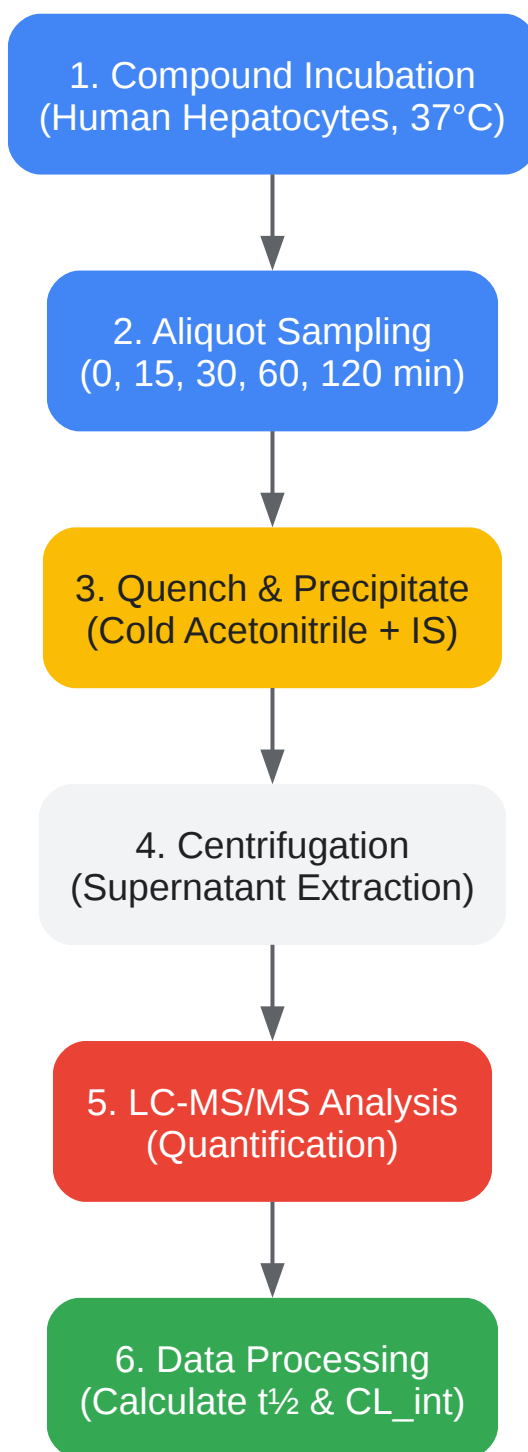 1. Compound Incubation
(Human Hepatocytes, 37°C)
2. Aliquot Sampling
(0, 15, 30, 60, 120 min)
3. Quench & Precipitate
(Cold Acetonitrile + IS)
4. Centrifugation
(Supernatant Extraction)
5. LC-MS/MS Analysis
(Quantification)
6. Data Processing
(Calculate t½ & CL_int)